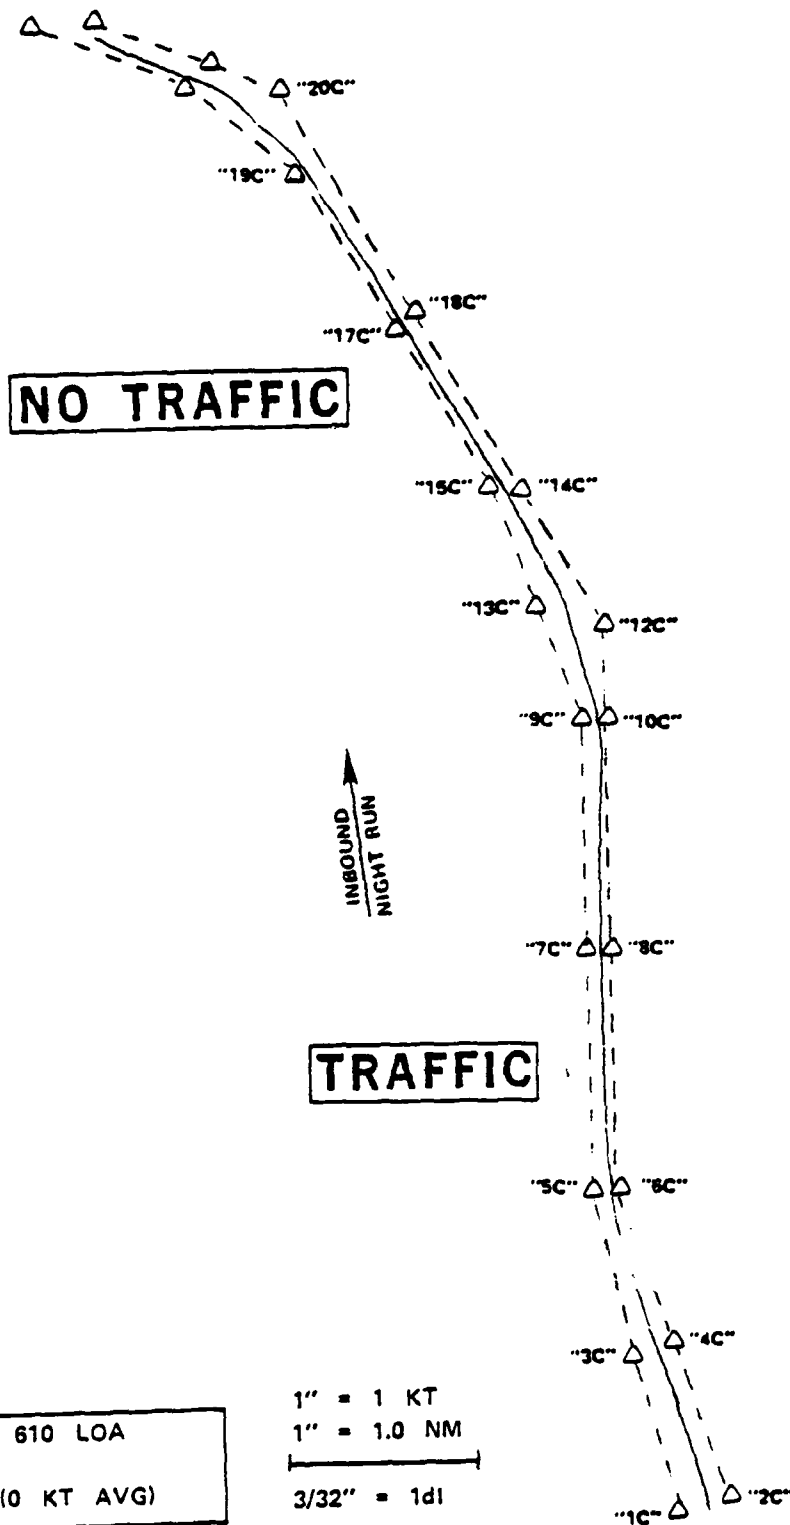 "20C"
"19C"
"18C"
"17C"
NO TRAFFIC
"15C" "14C"
"13C"
"12C"
"9C" "10C"
INBOUND
NIGHT RUN
"7C" "8C"
TRAFFIC
"5C" "6C"
"4C"
"3C"
1" = 1 KT
1" = 1.0 NM
3/32" = 1dl
610 LOA
(0 KT AVG)
"2C"
"1C"